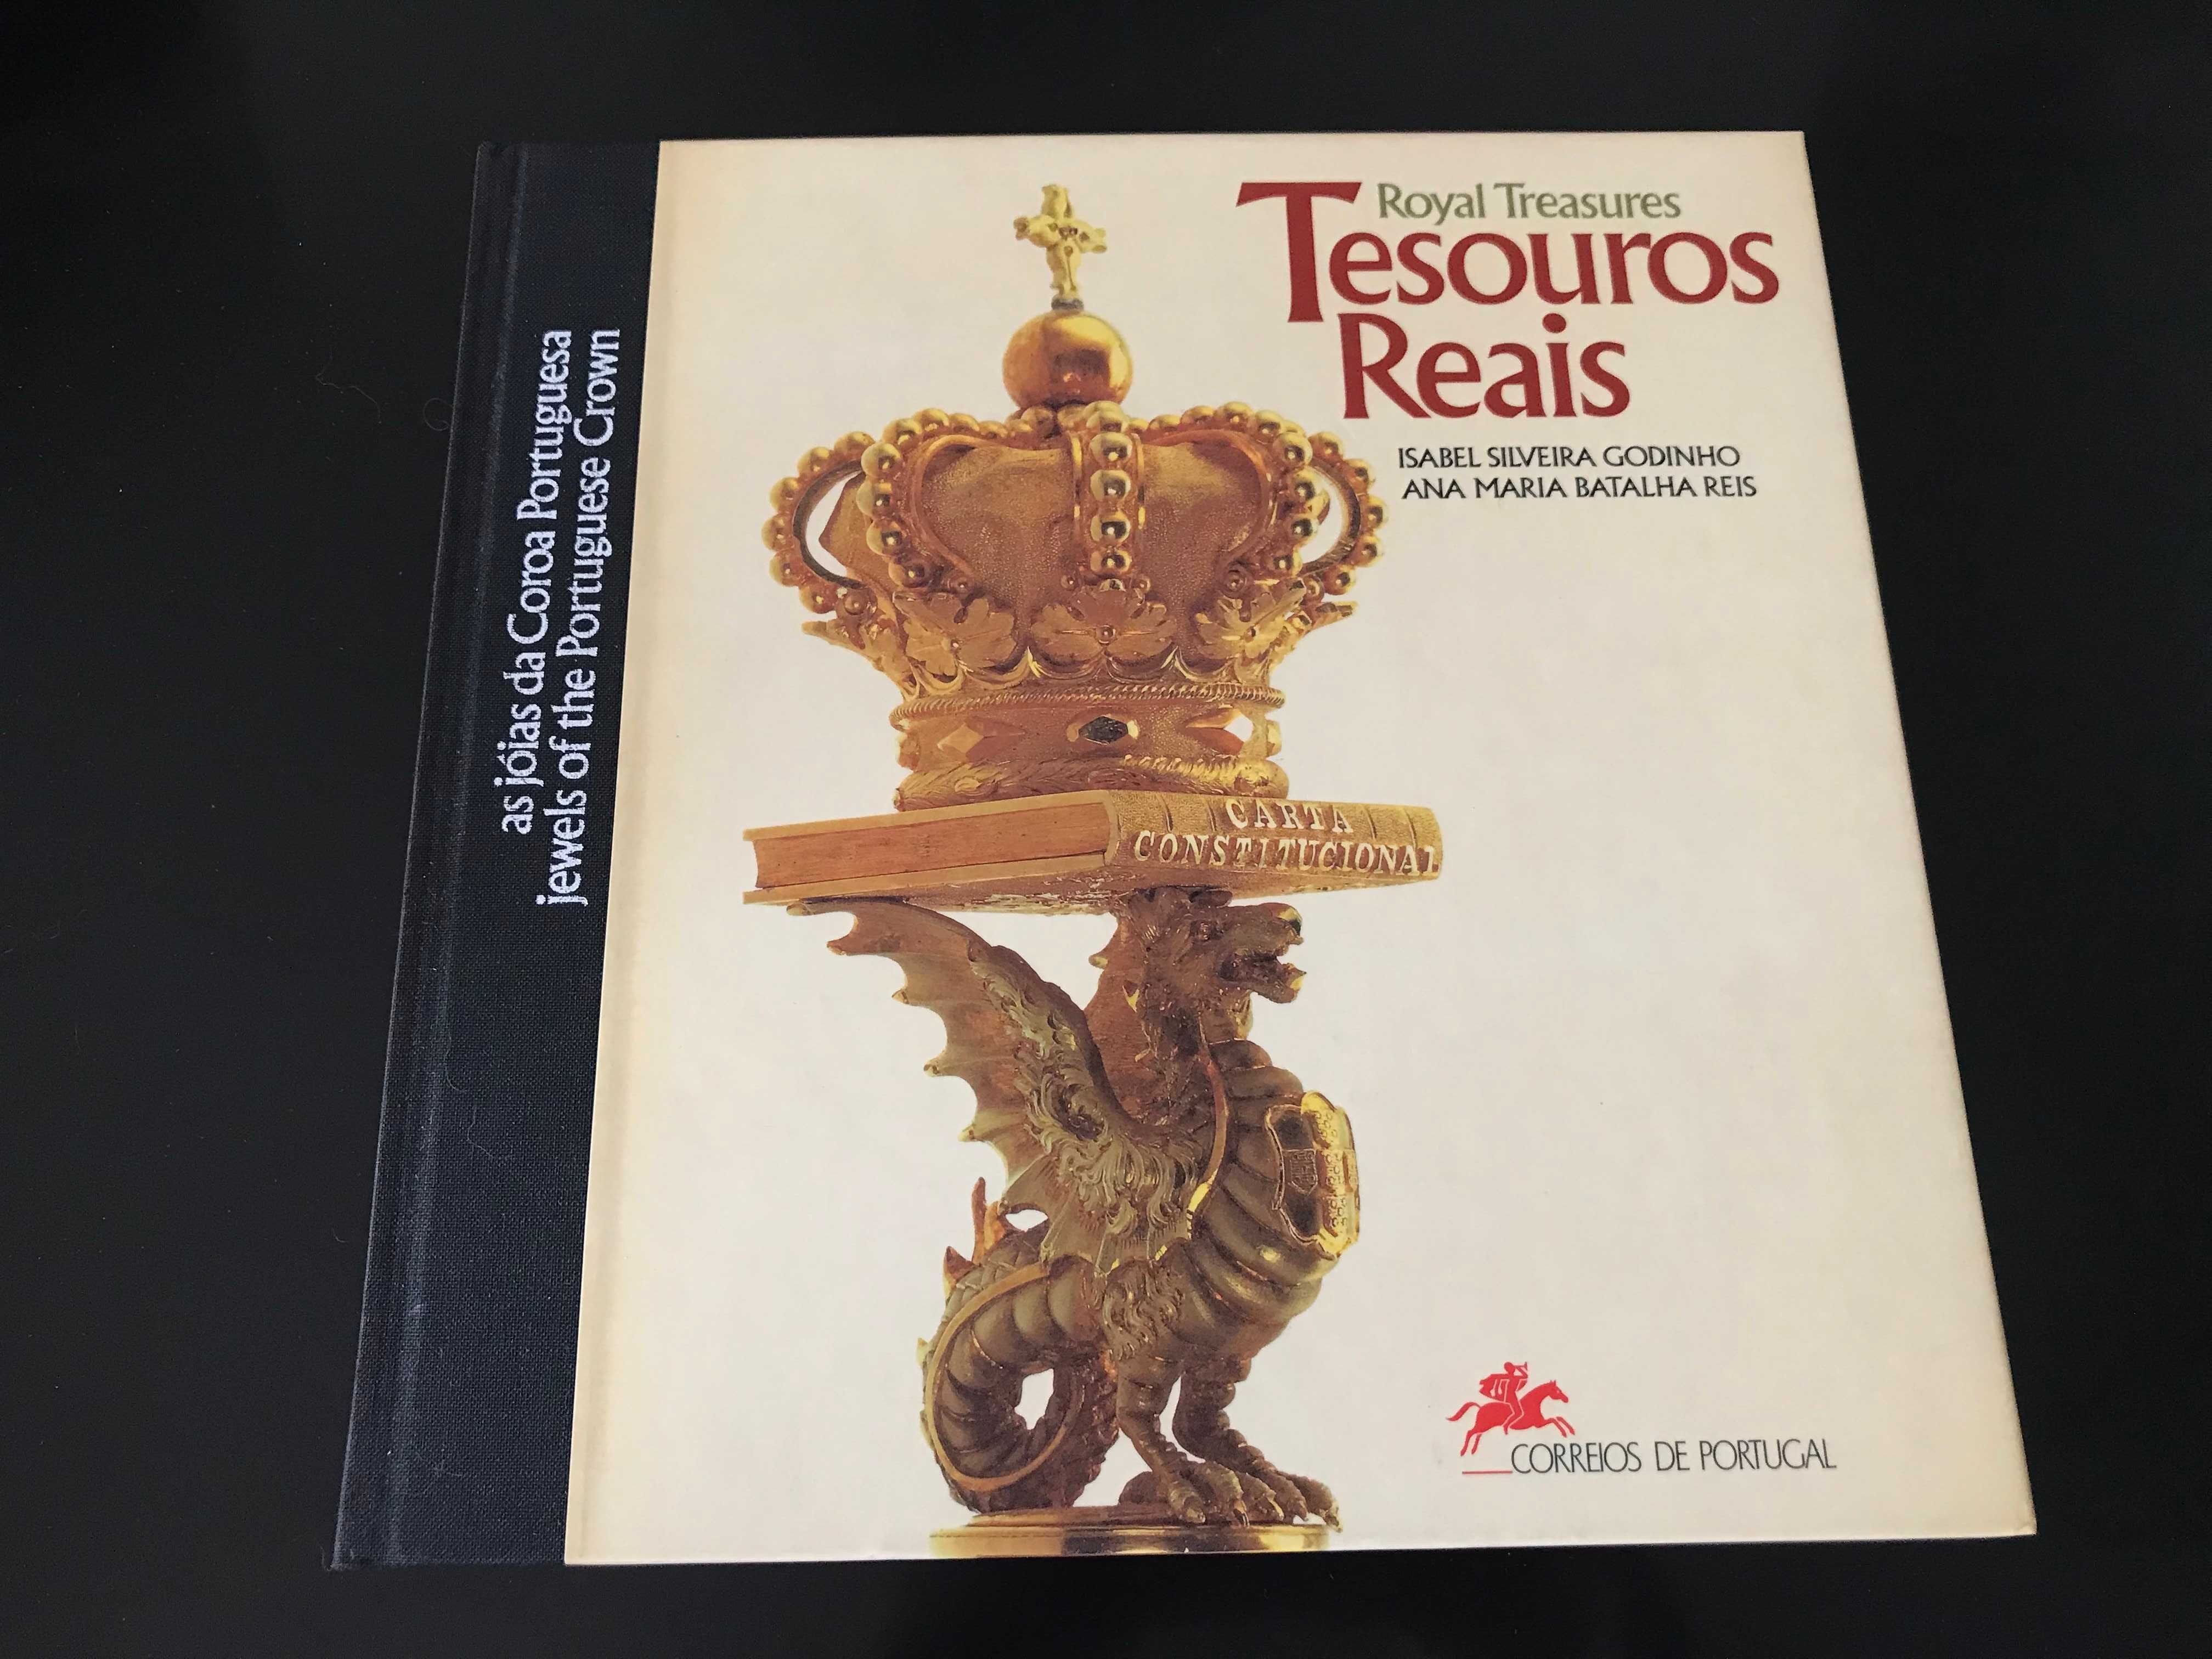 as jóias da Coroa Portuguesa
jewels of the Portuguese Crown
Royal Treasures
Tesouros
Reais
ISABEL SILVEIRA GODINHO
ANA MARIA BATALHA REIS
CARTA
CONSTITUCIONAL
CORREIOS DE PORTUGAL